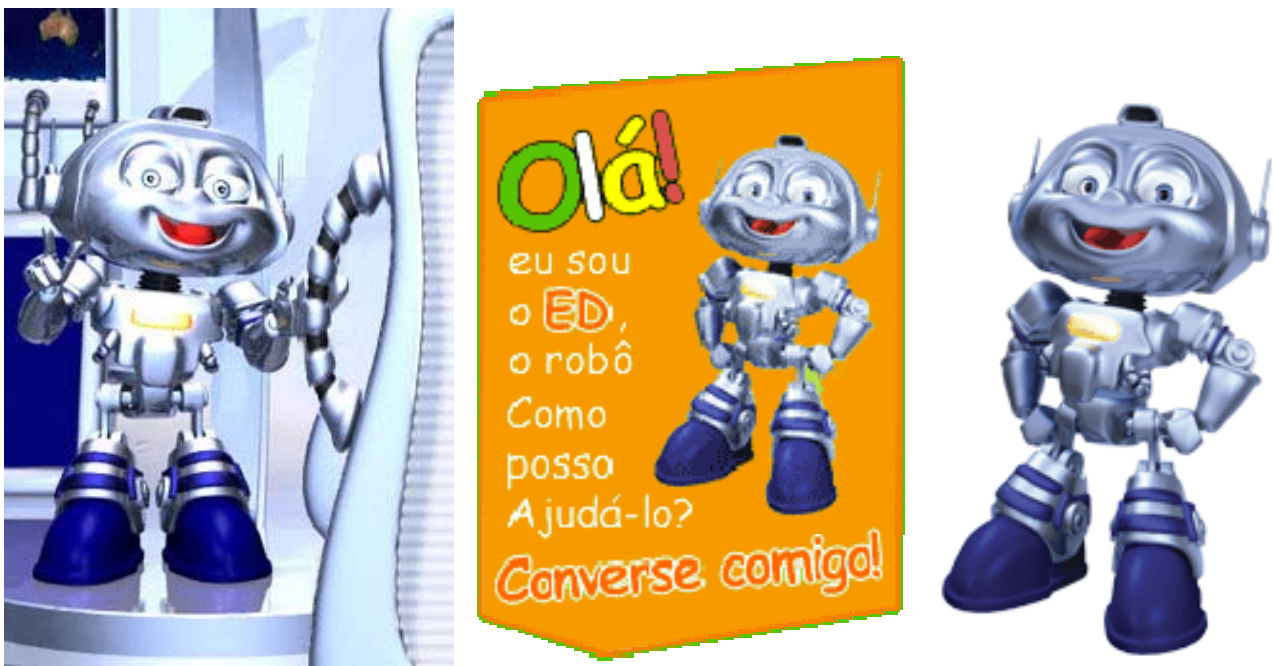 Olá!
eu sou
o ED,
o robô
Como
posso
Ajudá-lo?
Converse comigo!